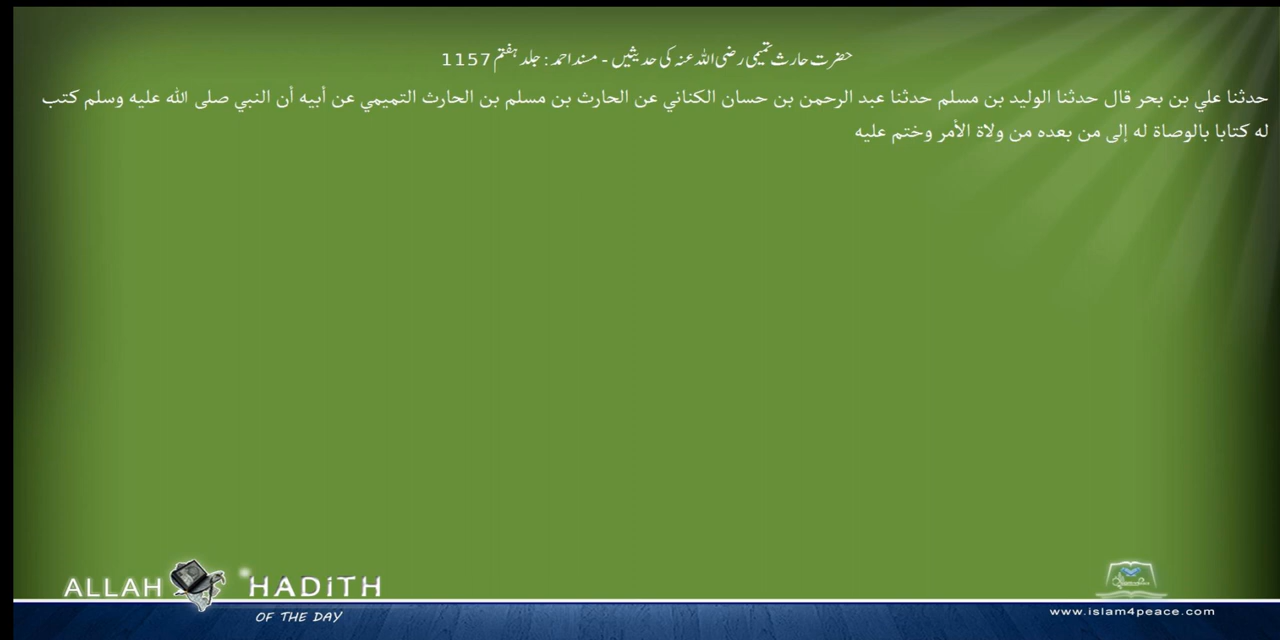 حضرت حارث تمیمی رضی اللہ عنہ کی حدیثیں - مسند احمد: جلد ہفتم 1157
حدثنا علي بن بحر قال حدثنا الوليد بن مسلم حدثنا عبد الرحمن بن حسان الكناني عن الحارث بن مسلم بن الحارث التميمي عن أبيه أن النبي صلى الله عليه وسلم كتب
له كتابا بالوصاة له إلى من بعده من ولاة الأمر وختم عليه
ALLAH HADITH
OF THE DAY
www.islam4peace.com